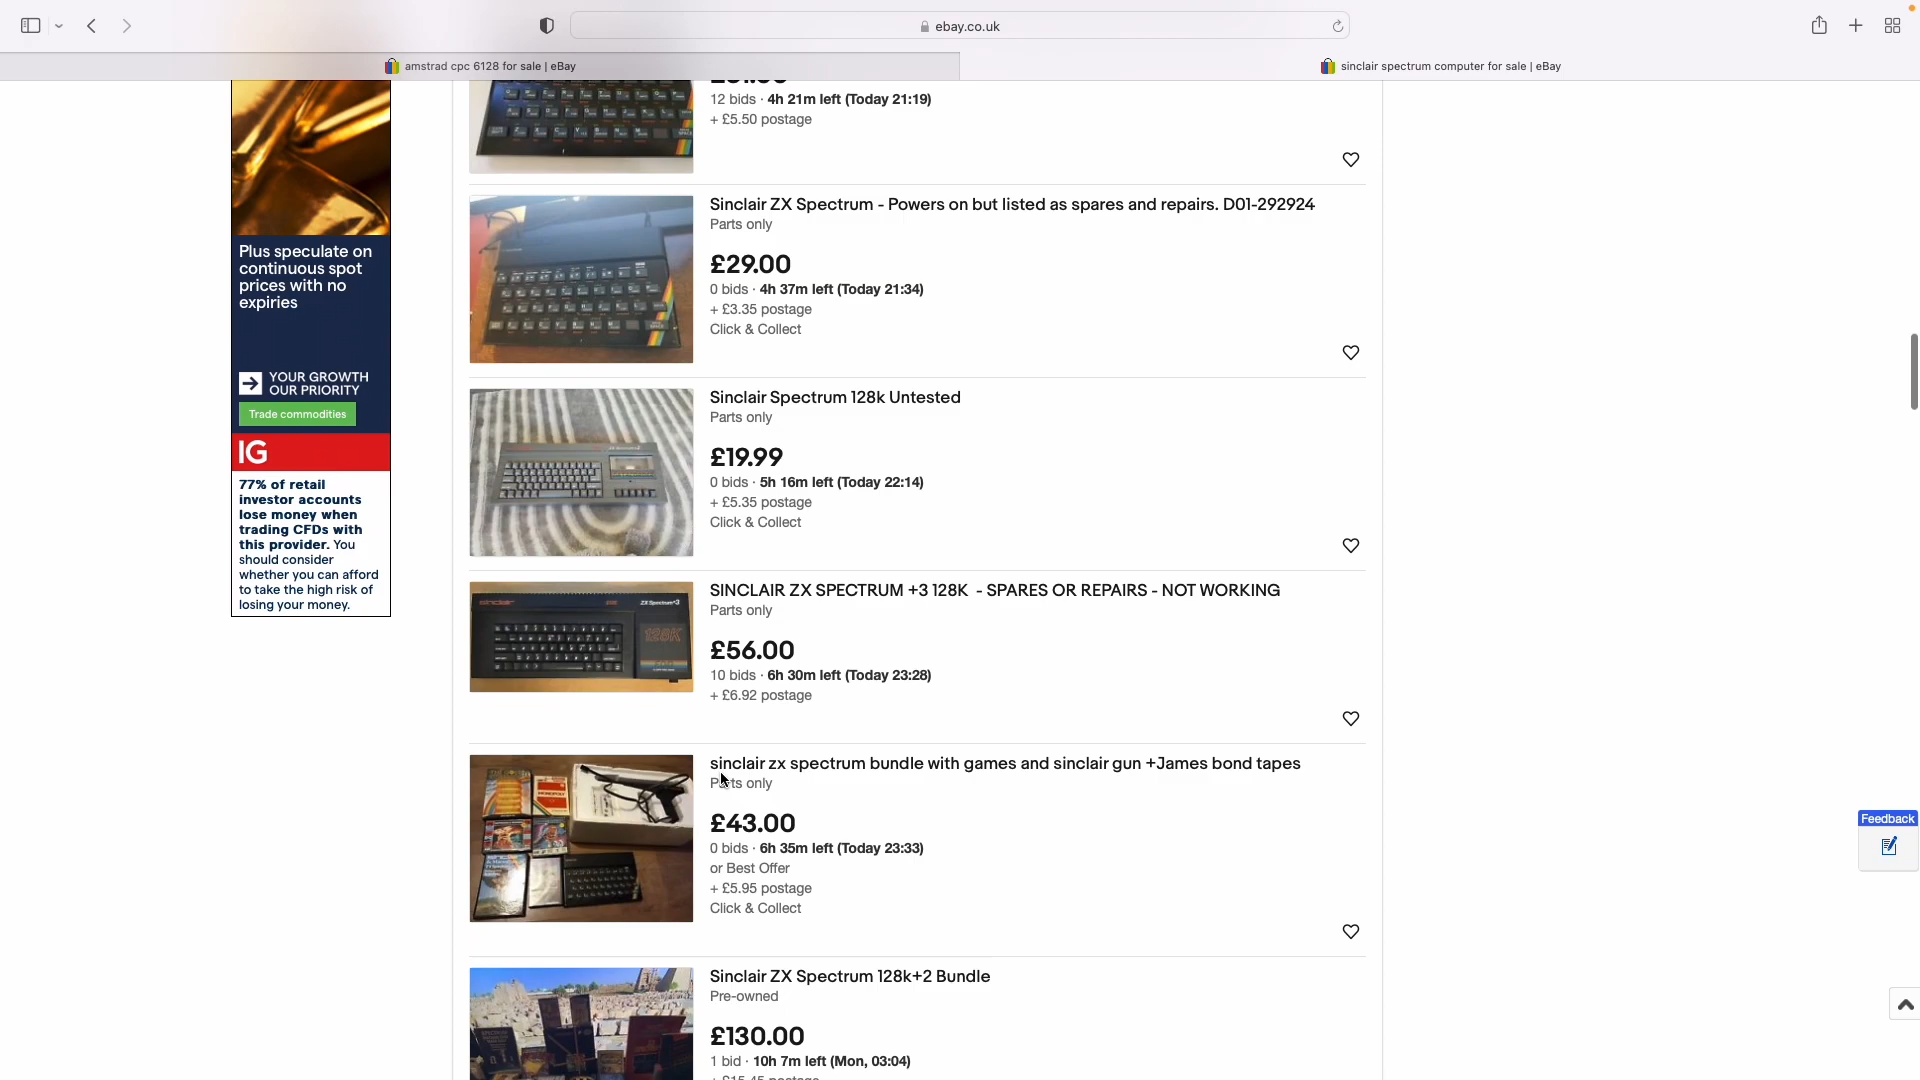 ebay.co.uk
amstrad cpc 6128 for sale | eBay
sinclair spectrum computer for sale | eBay
12 bids · 4h 21m left (Today 21:19)
+ £5.50 postage
Plus speculate on
continuous spot
prices with no
expiries
YOUR GROWTH
OUR PRIORITY
Trade commodities
IG
77% of retail
investor accounts
lose money when
trading CFDs with
this provider. You
should consider
whether you can afford
to take the high risk of
losing your money.
Sinclair ZX Spectrum - Powers on but listed as spares and repairs. D01-292924
Parts only
£29.00
0 bids · 4h 37m left (Today 21:34)
+ £3.35 postage
Click & Collect
Sinclair Spectrum 128k Untested
Parts only
£19.99
0 bids · 5h 16m left (Today 22:14)
+ £5.35 postage
Click & Collect
sinclair
ZX Spectrum+3
128K
SINCLAIR ZX SPECTRUM +3 128K - SPARES OR REPAIRS - NOT WORKING
Parts only
£56.00
10 bids · 6h 30m left (Today 23:28)
+ £6.92 postage
MONOPOLY
sinclair zx spectrum bundle with games and sinclair gun +James bond tapes
Parts only
£43.00
0 bids · 6h 35m left (Today 23:33)
or Best Offer
+ £5.95 postage
Click & Collect
Feedback
Sinclair ZX Spectrum 128k+2 Bundle
Pre-owned
£130.00
1 bid · 10h 7m left (Mon, 03:04)
+ £15.45 postage